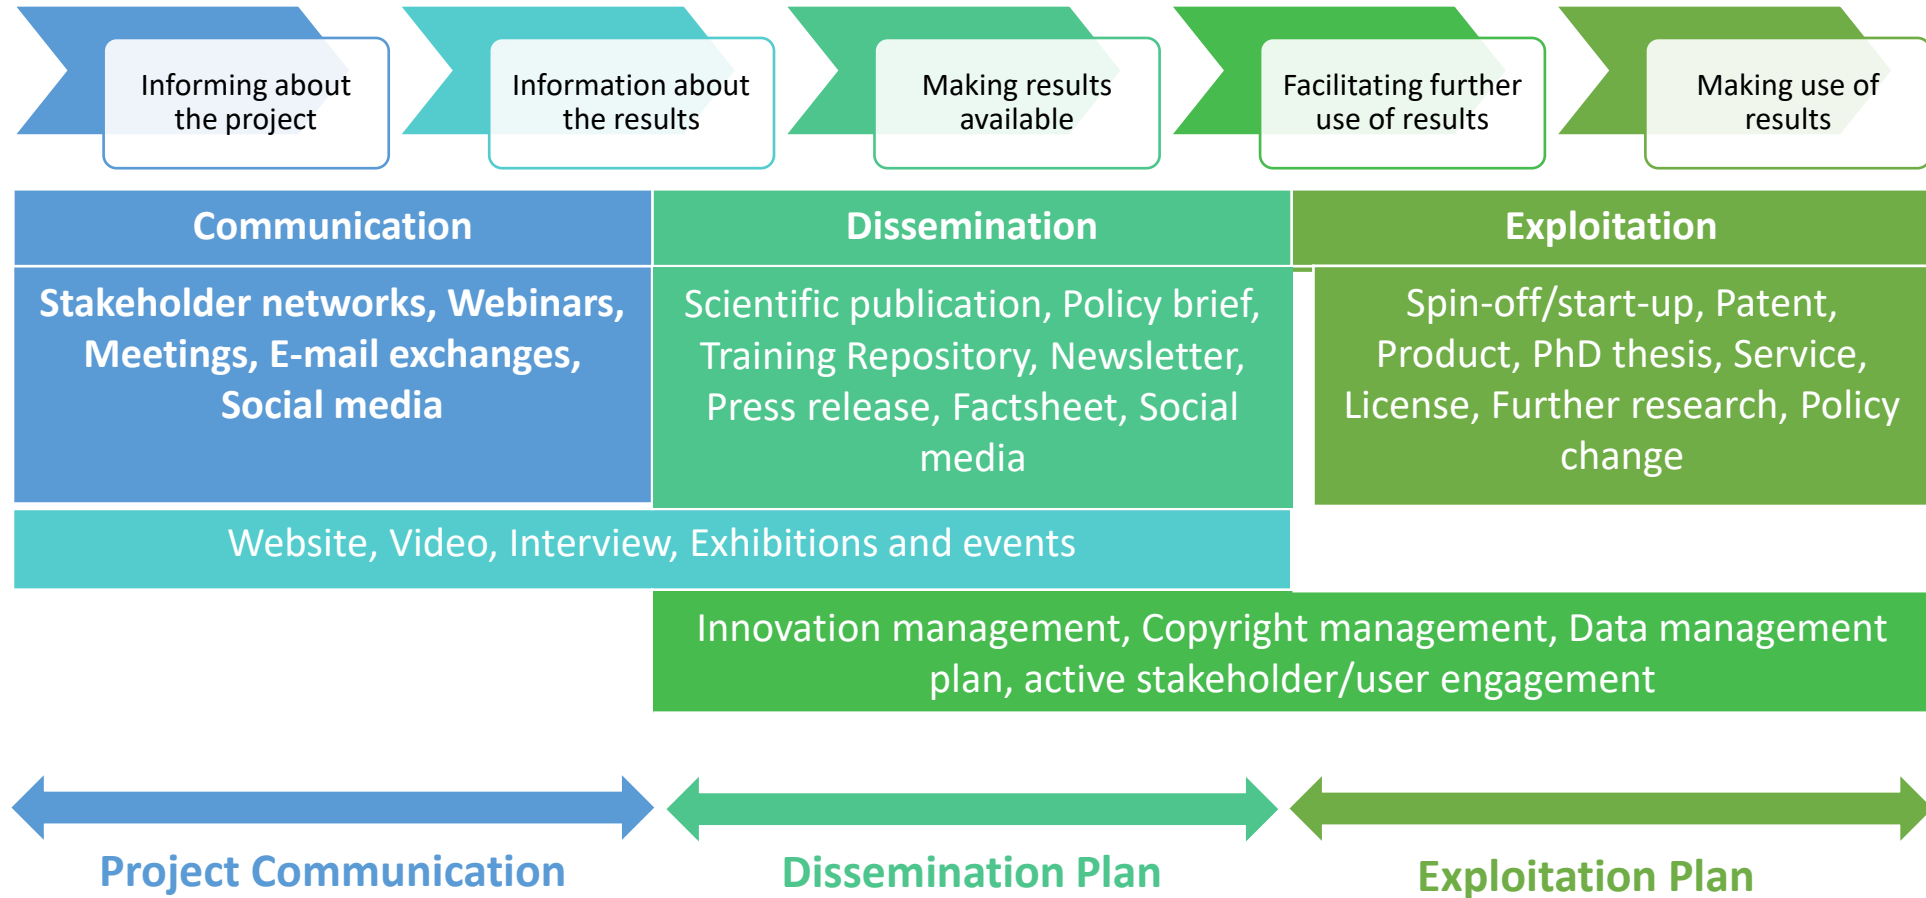 Informing about
the project
Information about
the results
Making results
available
Facilitating further
use of results
Making use of
results
Communication
Dissemination
Exploitation
Stakeholder networks, Webinars,
Meetings, E-mail exchanges,
Social media
Scientific publication, Policy brief,
Training Repository, Newsletter,
Press release, Factsheet, Social
media
Spin-off/start-up, Patent,
Product, PhD thesis, Service,
License, Further research, Policy
change
Website, Video, Interview, Exhibitions and events
Innovation management, Copyright management, Data management
plan, active stakeholder/user engagement
Project Communication
Dissemination Plan
Exploitation Plan